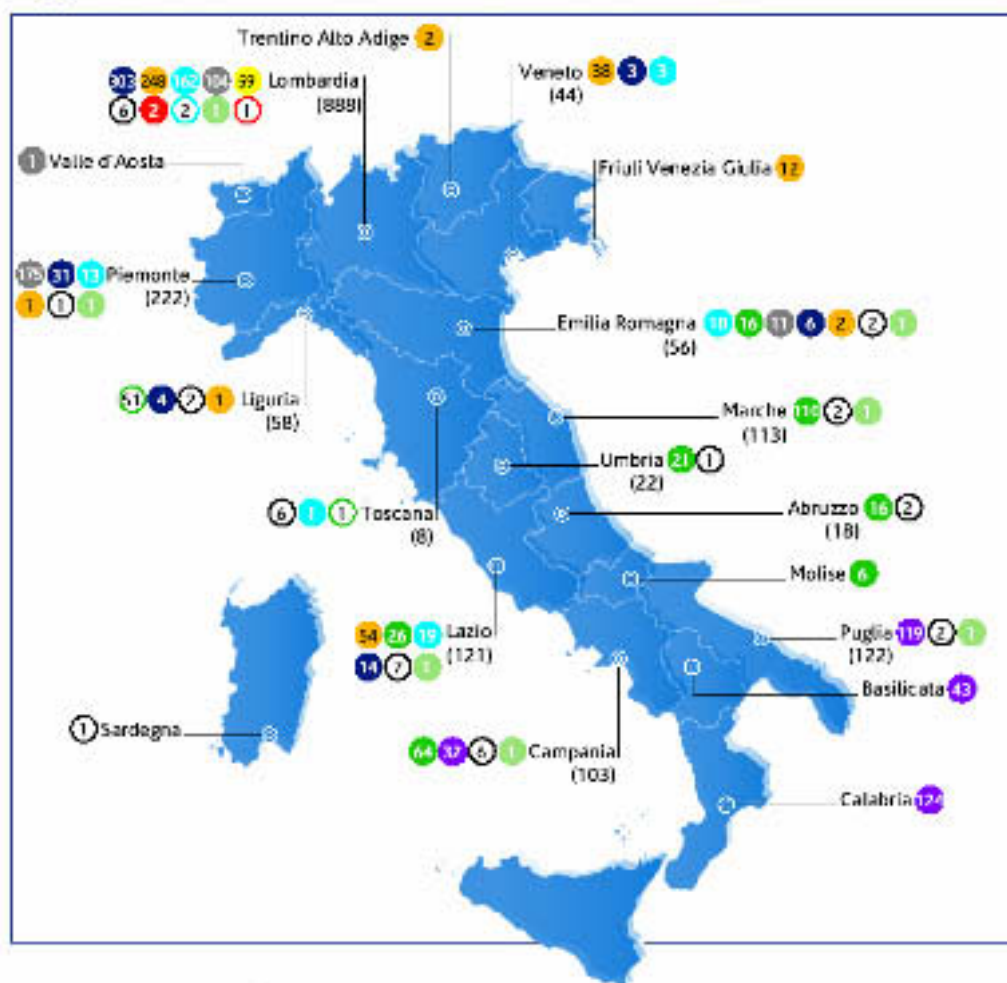 Trentino Alto Adige 2
Veneto 38 3 3
(44)
303 248 162 104 59 Lombardia
6 2 2 1 1 (888)
1 Valle d'Aosta
Friuli Venezia Giulia 12
175 31 13 Piemonte
1 1 1 (222)
Emilia Romagna 18 16 11 6 2 2 1
(56)
51 4 2 1 Liguria
(58)
Marche 110 2 1
(113)
Umbria 21 1
(22)
6 1 1 Toscana
(8)
Abruzzo 16 2
(18)
Molise 6
54 26 19 Lazio
14 7 1 (121)
Puglia 119 2 1
(122)
Basilicata 43
1 Sardegna
64 32 6 1 Campania
(103)
Calabria 124